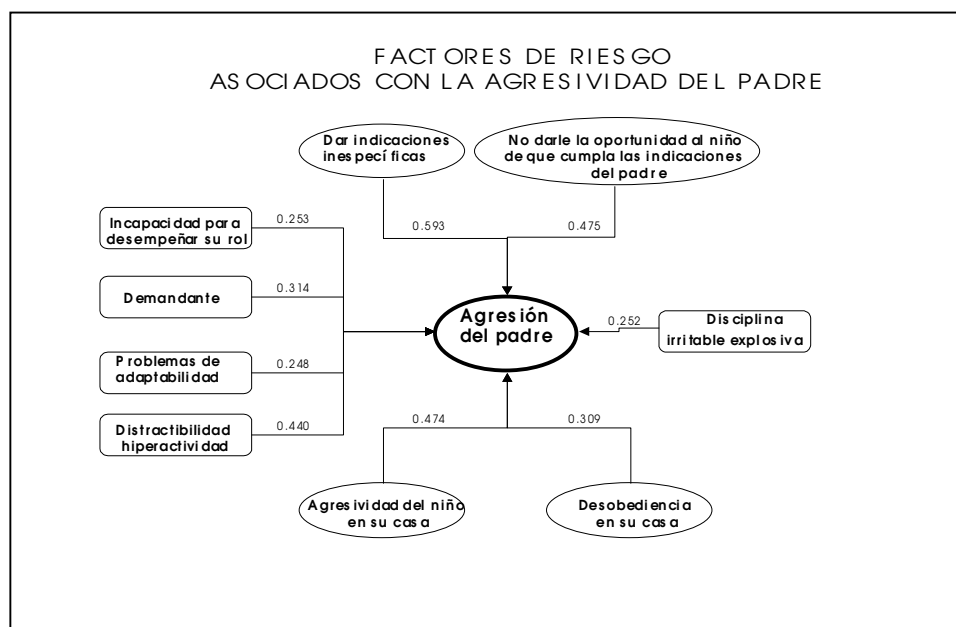 FACTORES DE RIESGO
ASOCIADOS CON LA AGRESIVIDAD DEL PADRE
Dar indicaciones
inespecíficas
No darle la oportunidad al niño
de que cumpla las indicaciones
del padre
0.593
0.475
Incapacidad para
desempeñar su rol
0.253
Demandante
0.314
Problemas de
adaptabilidad
0.248
Distractibilidad
hiperactividad
0.440
Agresión
del padre
0.252
Disciplina
irritable explosiva
0.474
0.309
Agresividad del niño
en su casa
Desobediencia
en su casa